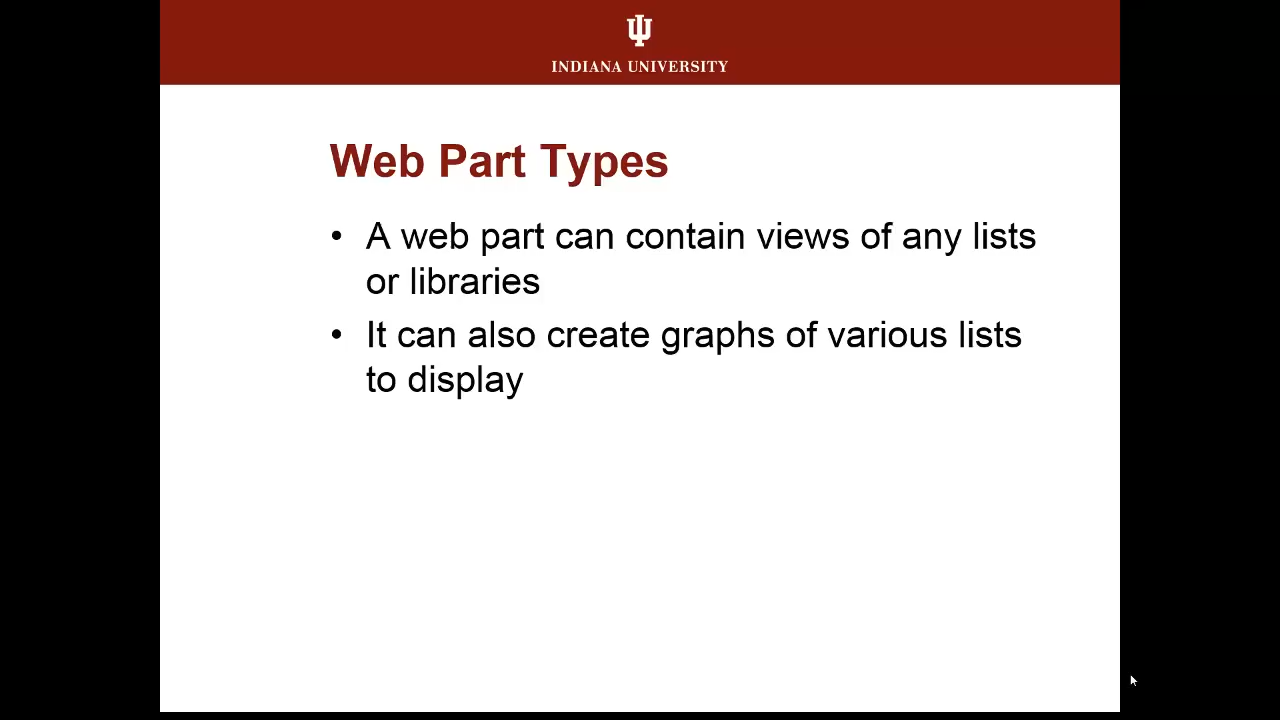 INDIANA UNIVERSITY
Web Part Types
• A web part can contain views of any lists
or libraries
• It can also create graphs of various lists
to display